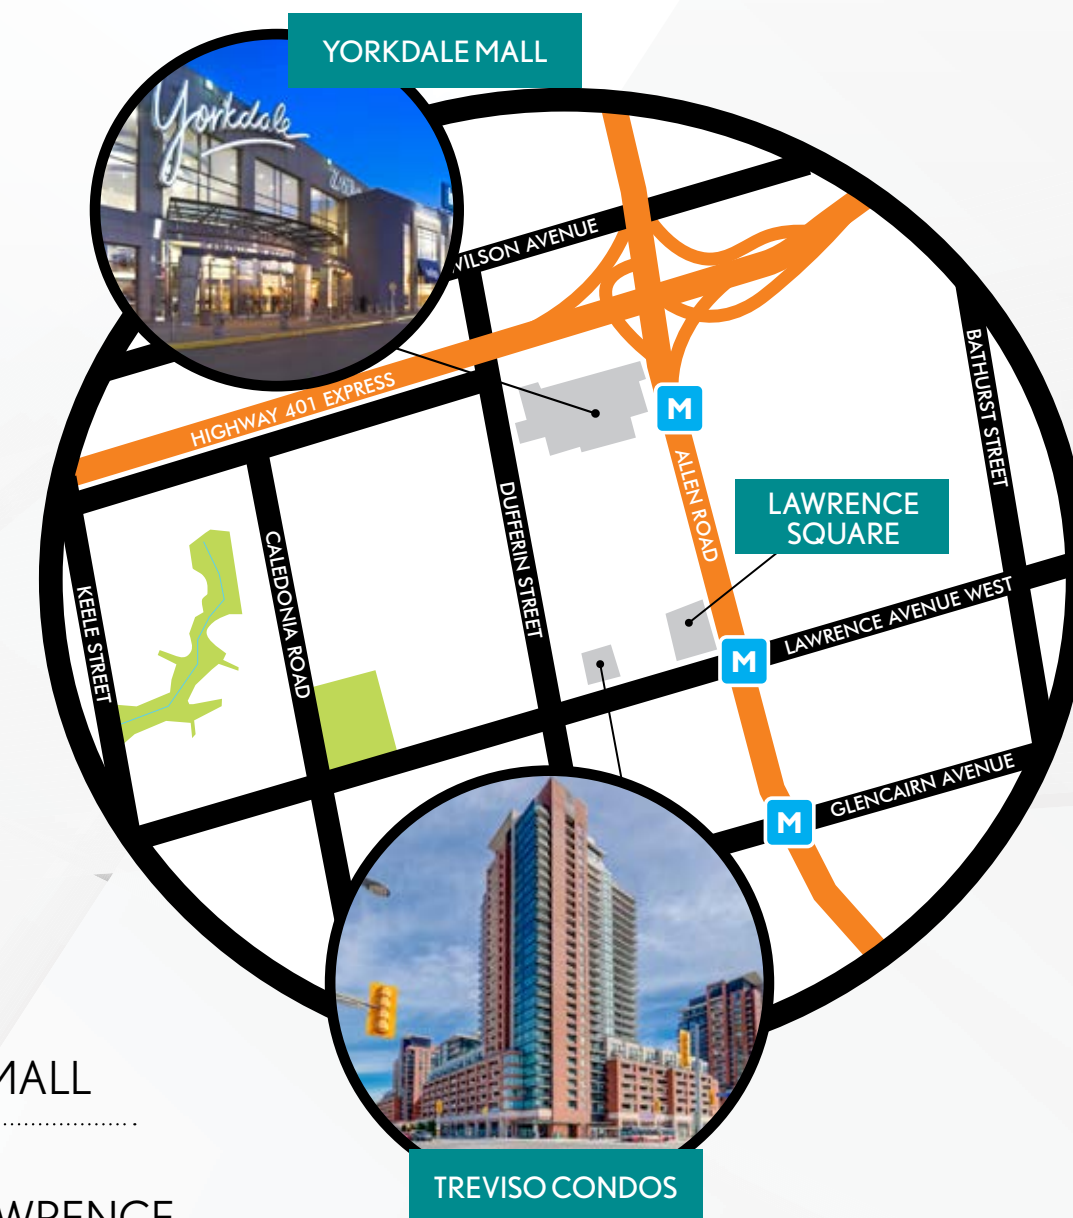 YORKDALE MALL
Yorkdale
WILSON AVENUE
HIGHWAY 401 EXPRESS
BATHURST STREET
M
ALLEN ROAD
DUFFERIN STREET
LAWRENCE
SQUARE
CALEDONIA ROAD
KEELE STREET
LAWRENCE AVENUE WEST
M
GLENCAIRN AVENUE
M
MALL
TREVISO CONDOS